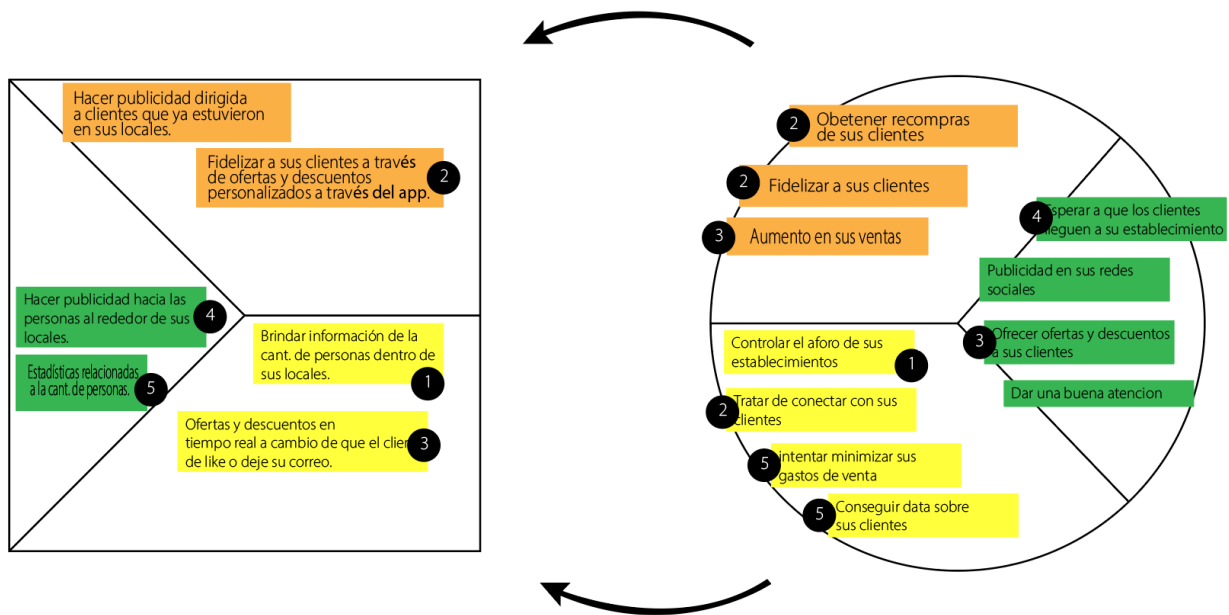 Hacer publicidad dirigida
a clientes que ya estuvieron
en sus locales.
Fidelizar a sus clientes a través
de ofertas y descuentos
personalizados a través del app.
2
Hacer publicidad hacia las
personas al rededor de sus
locales.
4
Estadísticas relacionadas
a la cant. de personas.
5
Brindar información de la
cant. de personas dentro de
sus locales.
1
Ofertas y descuentos en
tiempo real a cambio de que el
de like o deje su correo.
3
2
Obetener recompras
de sus clientes
2
Fidelizar a sus clientes
3
Aumento en sus ventas
4
Esperar a que los clientes
lleguen a su establecimiento
Publicidad en sus redes
sociales
3
Ofrecer ofertas y descuentos
a sus clientes
Dar una buena atencion
Controlar el aforo de sus
establecimientos
1
2
Tratar de conectar con sus
clientes
5
intentar minimizar sus
gastos de venta
5
Conseguir data sobre
sus clientes